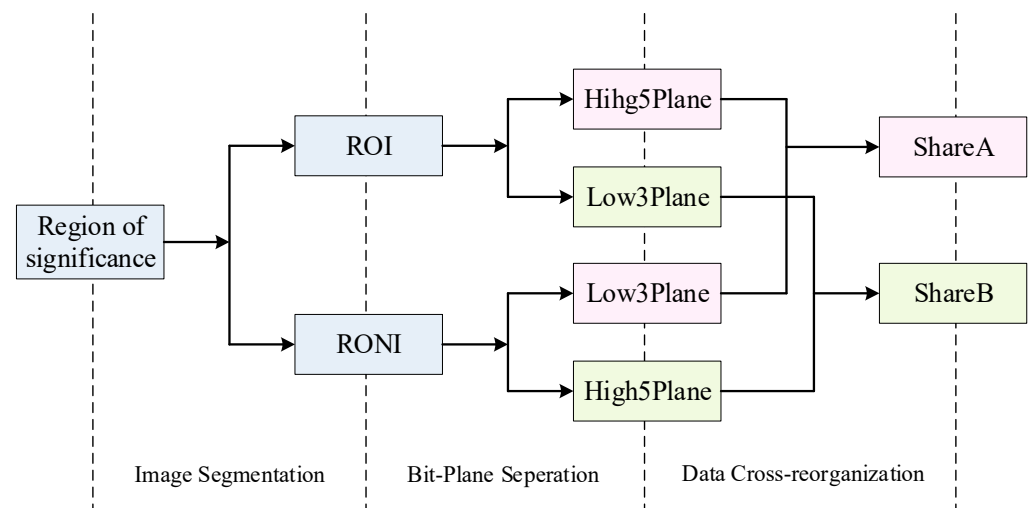 Hihg5Plane
ROI
ShareA
Low3Plane
Region of
significance
Low3Plane
ShareB
RONI
High5Plane
Image Segmentation
Bit-Plane Seperation
Data Cross-reorganization